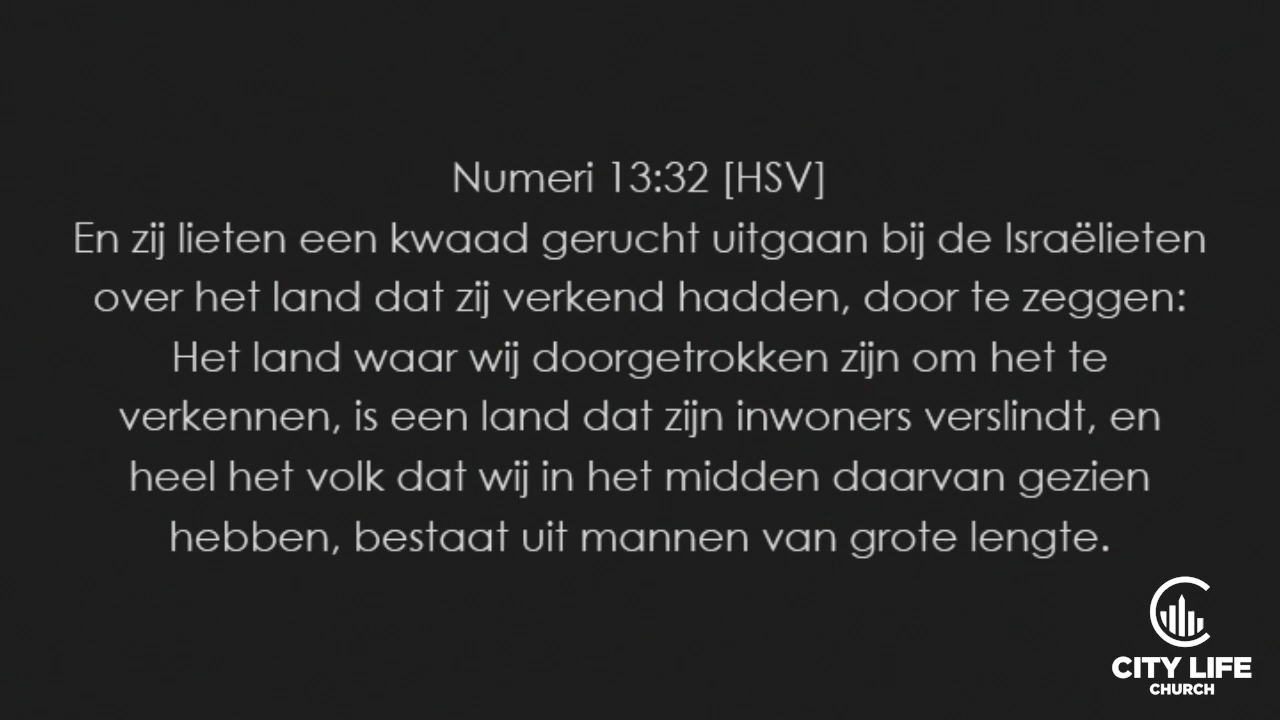 Numeri 13:32 [HSV]
En zij lieten een kwaad gerucht uitgaan bij de Israëlieten
over het land dat zij verkend hadden, door te zeggen:
Het land waar wij doorgetrokken zijn om het te
verkennen, is een land dat zijn inwoners verslindt, en
heel het volk dat wij in het midden daarvan gezien
hebben, bestaat uit mannen van grote lengte.
CITY LIFE
CHURCH